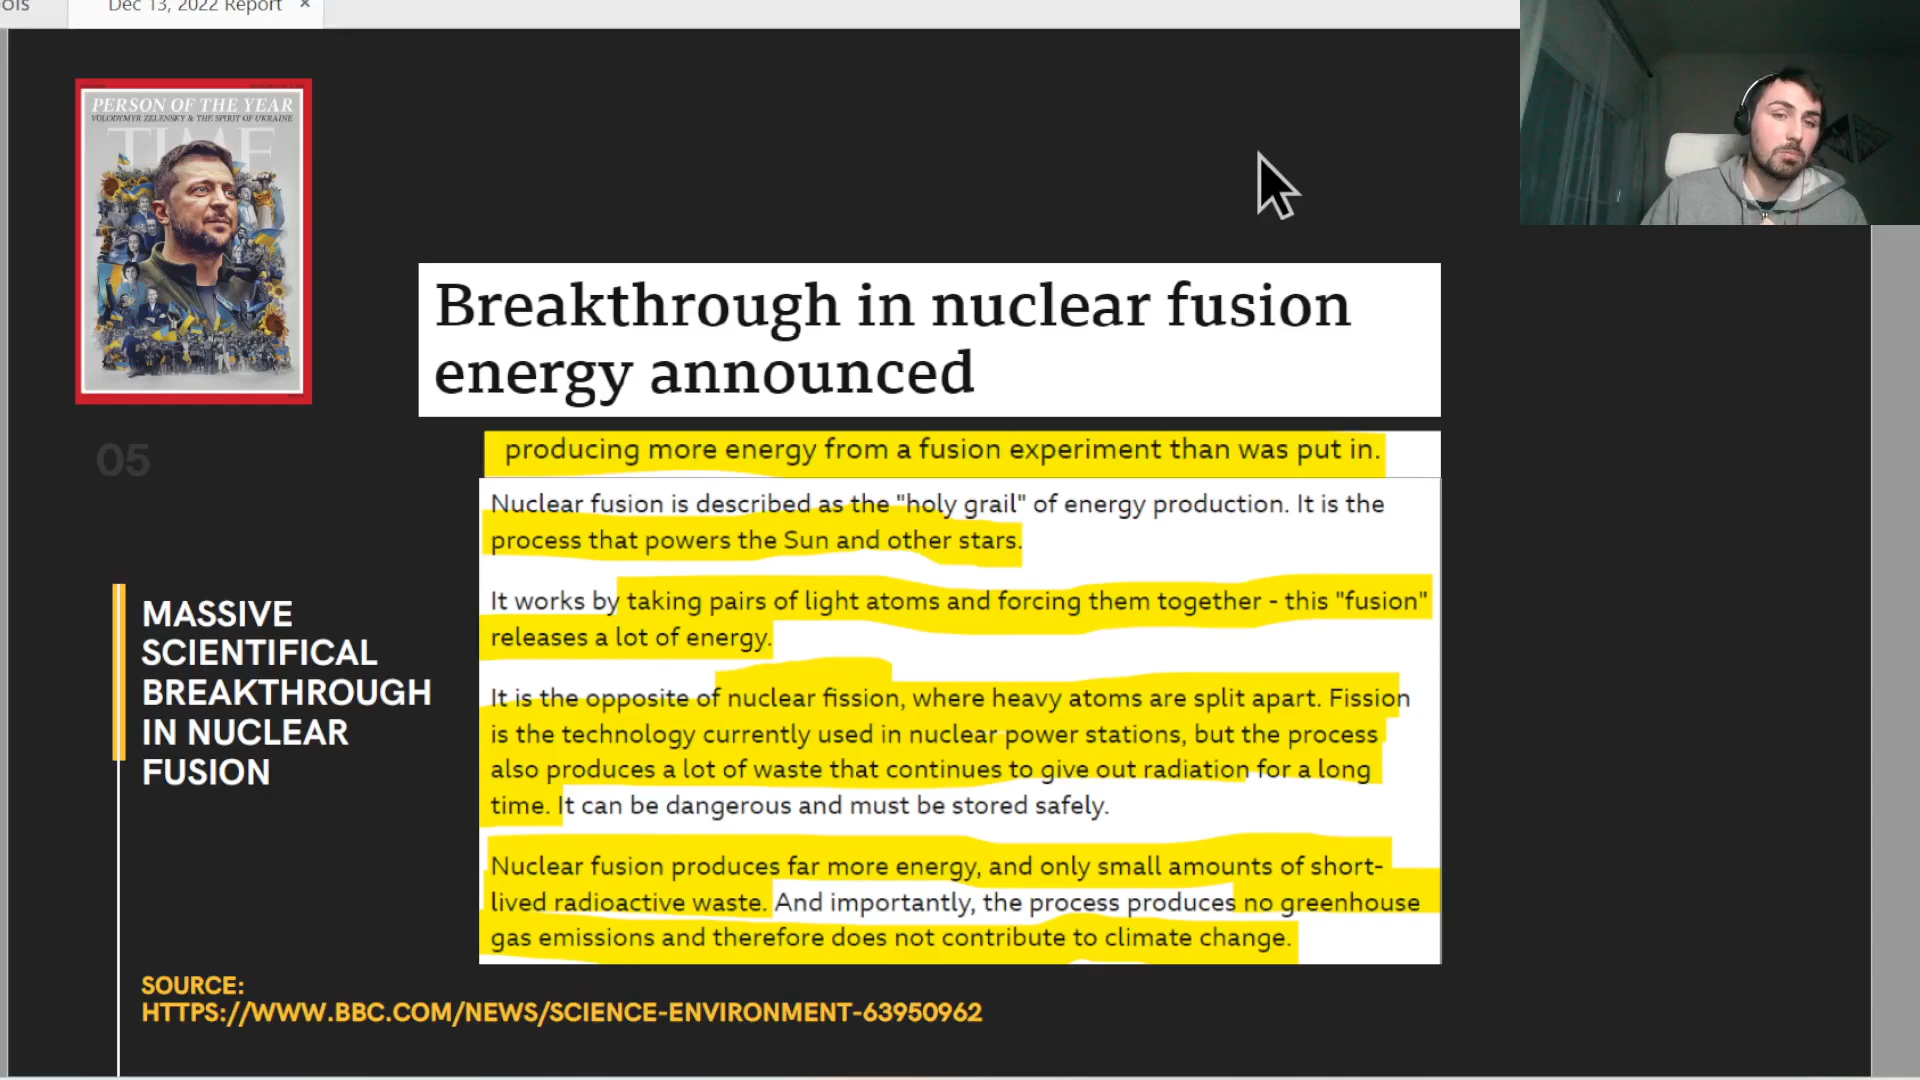 Dec 13, 2022 Report ×
PERSON OF THE YEAR
VOLODYMYR ZELENSKY & THE SPIRIT OF UKRAINE
TIME
Breakthrough in nuclear fusion
energy announced
producing more energy from a fusion experiment than was put in.
05
Nuclear fusion is described as the "holy grail" of energy production. It is the
process that powers the Sun and other stars.
It works by taking pairs of light atoms and forcing them together - this "fusion"
releases a lot of energy.
It is the opposite of nuclear fission, where heavy atoms are split apart. Fission
is the technology currently used in nuclear power stations, but the process
also produces a lot of waste that continues to give out radiation for a long
time. It can be dangerous and must be stored safely.
Nuclear fusion produces far more energy, and only small amounts of short-
lived radioactive waste. And importantly, the process produces no greenhouse
gas emissions and therefore does not contribute to climate change.
MASSIVE
SCIENTIFICAL
BREAKTHROUGH
IN NUCLEAR
FUSION
SOURCE:
HTTPS://WWW.BBC.COM/NEWS/SCIENCE-ENVIRONMENT-63950962